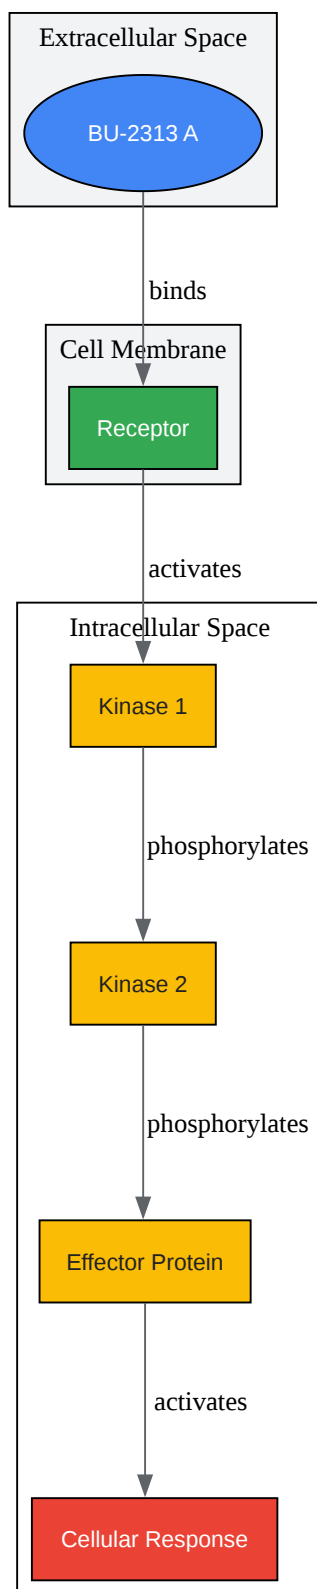 Extracellular Space
BU-2313 A
binds
Cell Membrane
Receptor
activates
Intracellular Space
Kinase 1
phosphorylates
Kinase 2
phosphorylates
Effector Protein
activates
Cellular Response